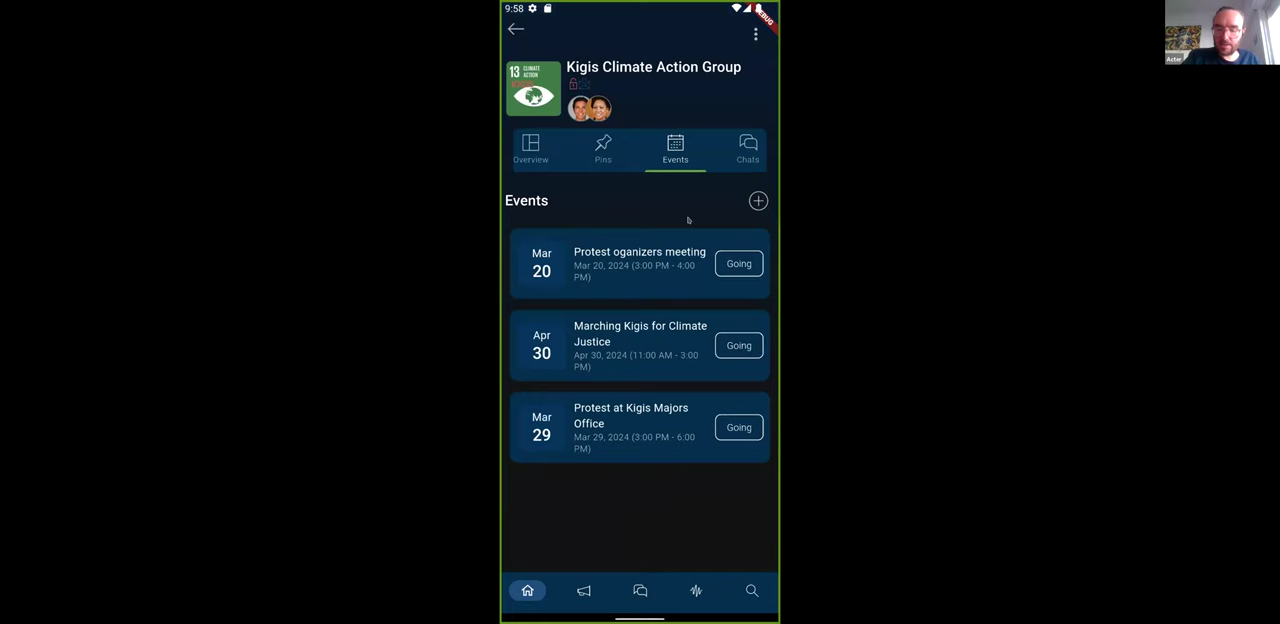 9:58
DEBUG
13 CLIMATE
ACTION
Kigis Climate Action Group
Overview
Pins
Events
Chats
Events
Mar
20
Protest oganizers meeting
Mar 20, 2024 (3:00 PM - 4:00
PM)
Going
Apr
30
Marching Kigis for Climate
Justice
Apr 30, 2024 (11:00 AM - 3:00
PM)
Going
Mar
29
Protest at Kigis Majors
Office
Mar 29, 2024 (3:00 PM - 6:00
PM)
Going
Acter